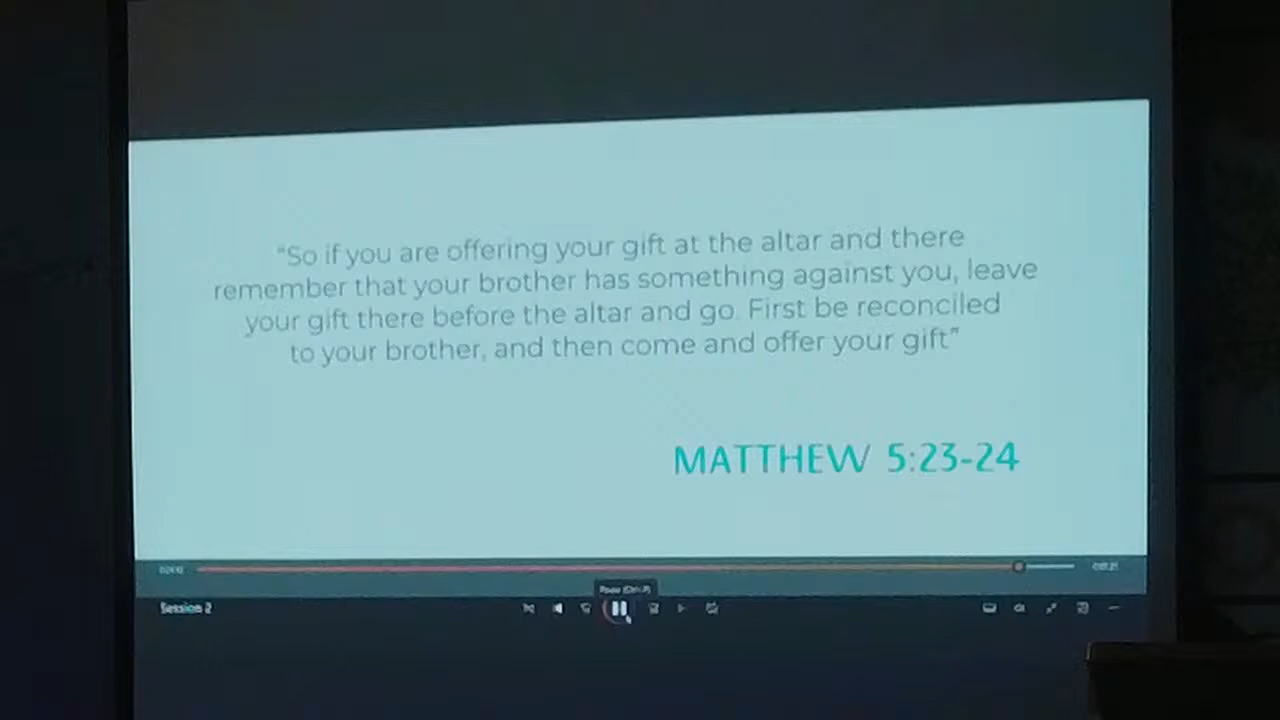 “So if you are offering your gift at the altar and there
remember that your brother has something against you, leave
your gift there before the altar and go. First be reconciled
to your brother, and then come and offer your gift”
MATTHEW 5:23-24
Pause (Ctrl+P)
Session 2